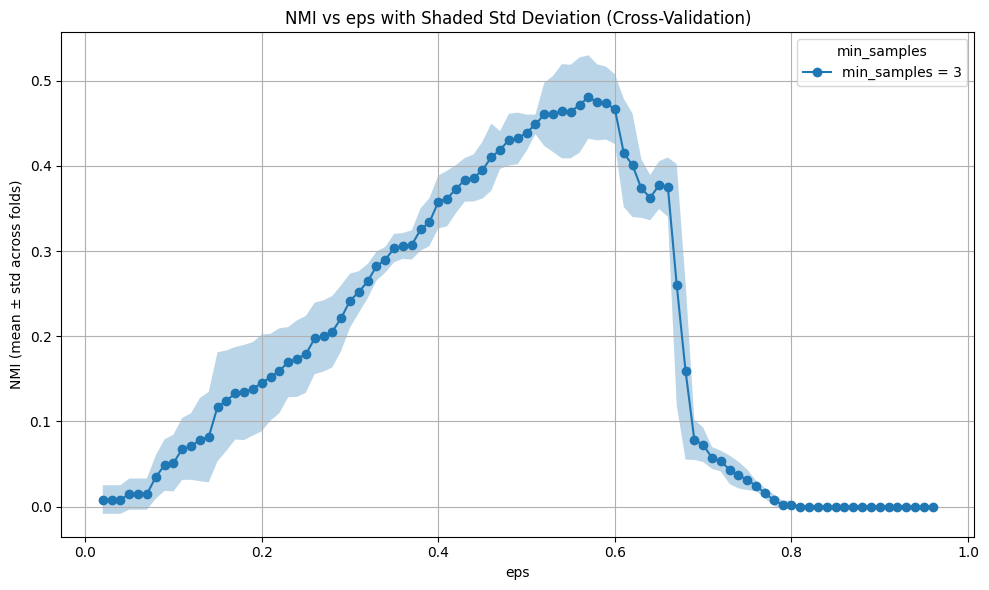 NMI vs eps with Shaded Std Deviation (Cross-Validation)
min_samples
min_samples = 3
NMI (mean ± std across folds)
0.5
0.4
0.3
0.2
0.1
0.0
0.0 0.2 0.4 0.6 0.8 1.0
eps